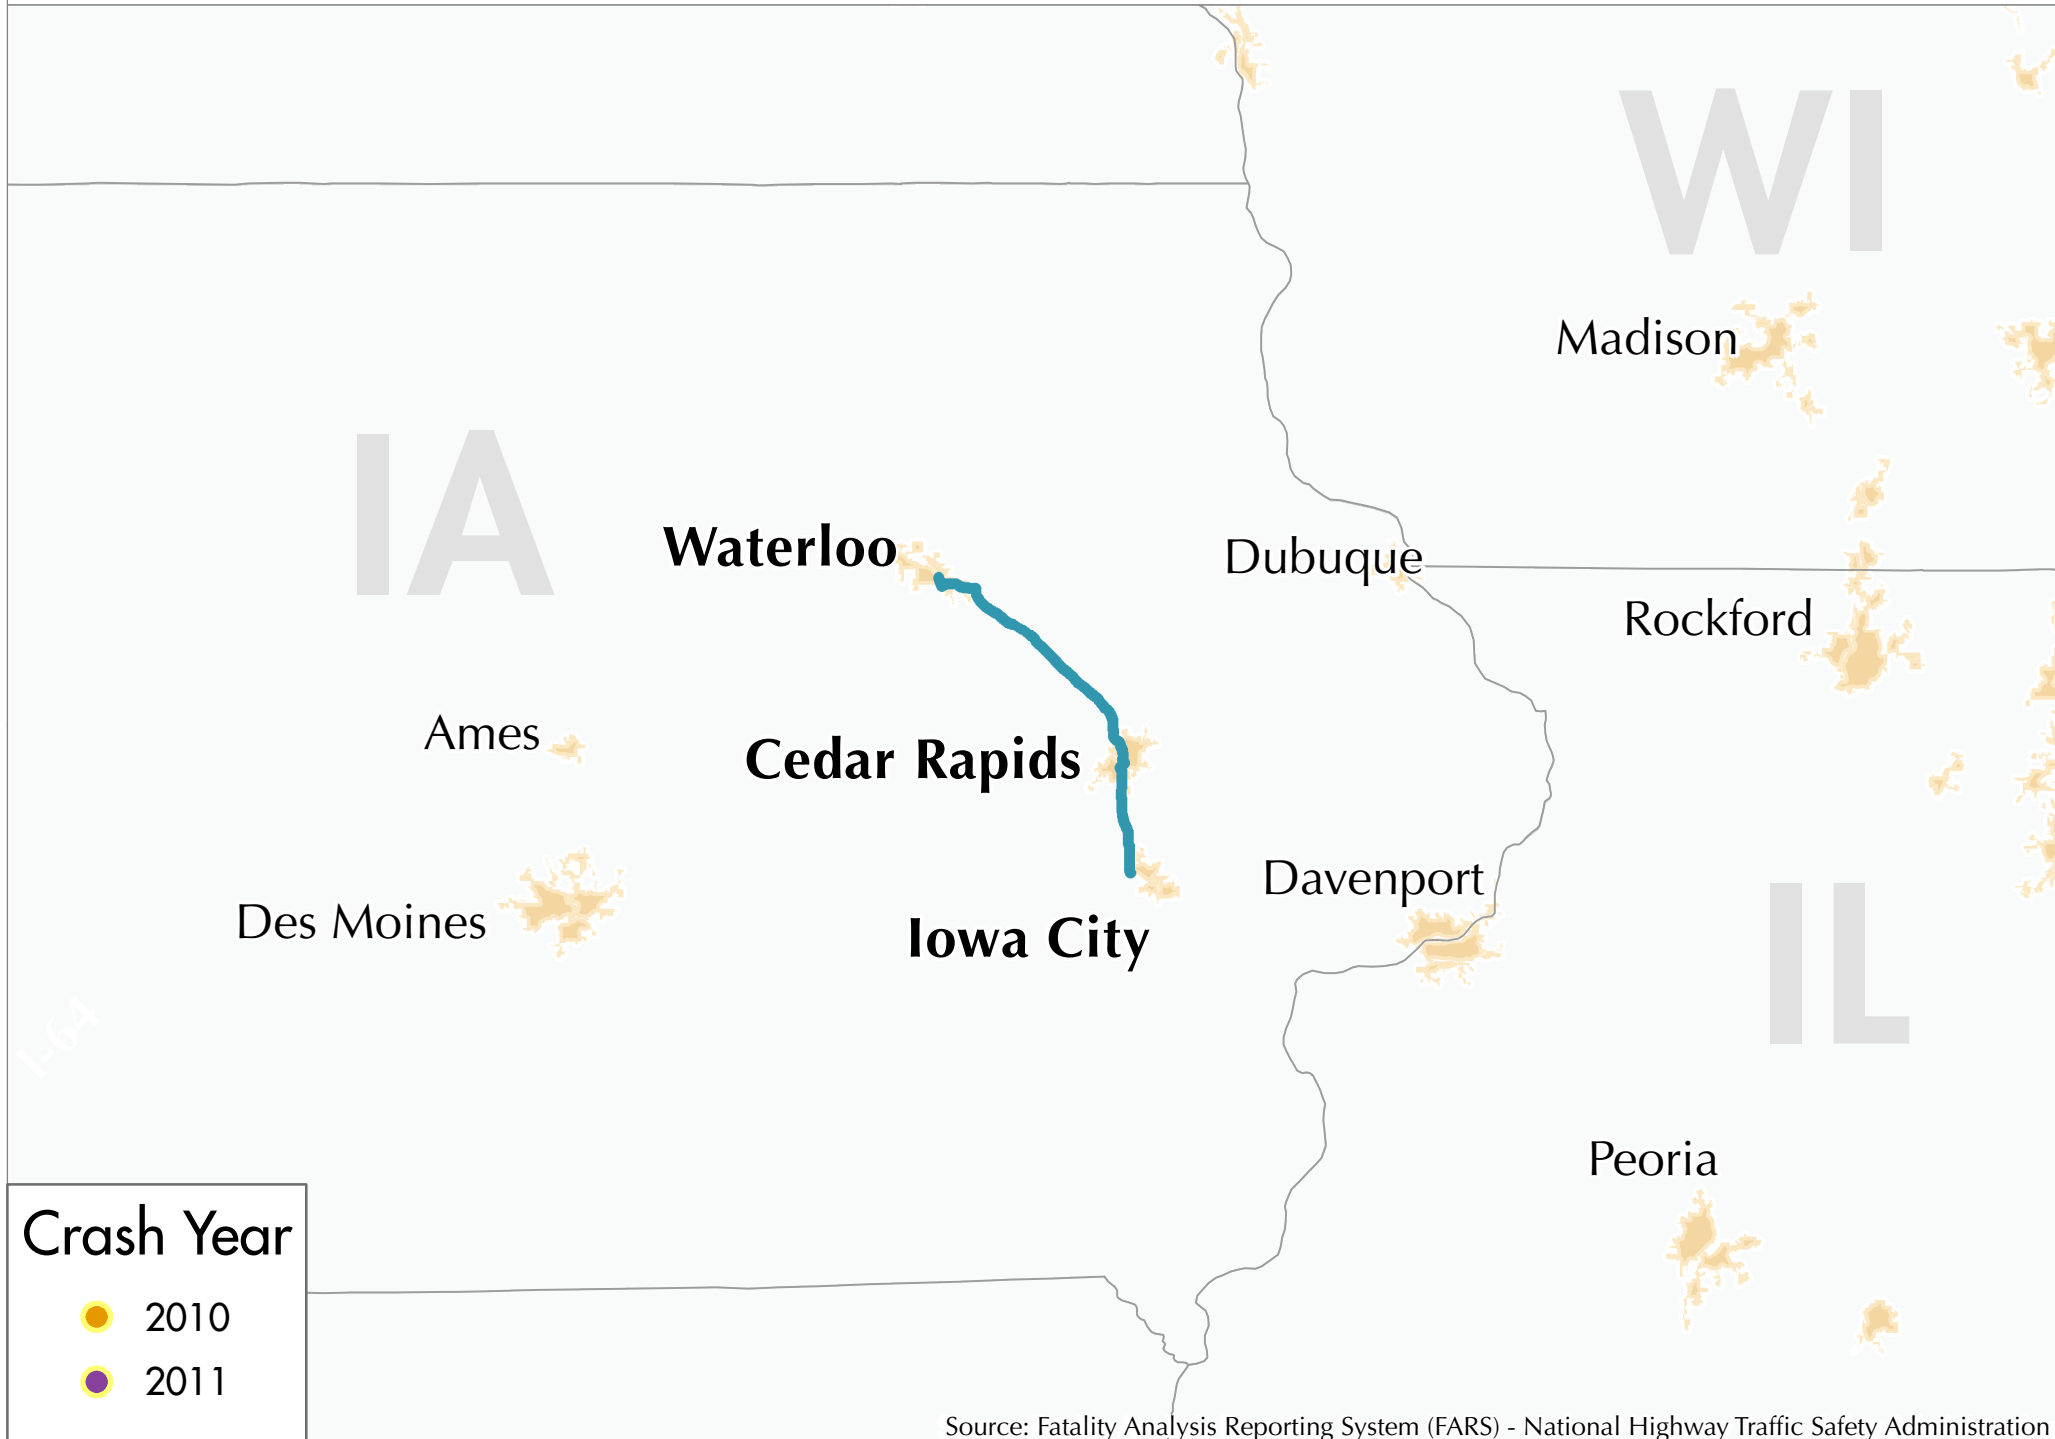 WI
Madison
IA
Waterloo
Dubuque
Rockford
Ames
Cedar Rapids
Davenport
Des Moines
Iowa City
IL
I-64
Peoria
Crash Year
2010
2011
Source: Fatality Analysis Reporting System (FARS) - National Highway Traffic Safety Administration